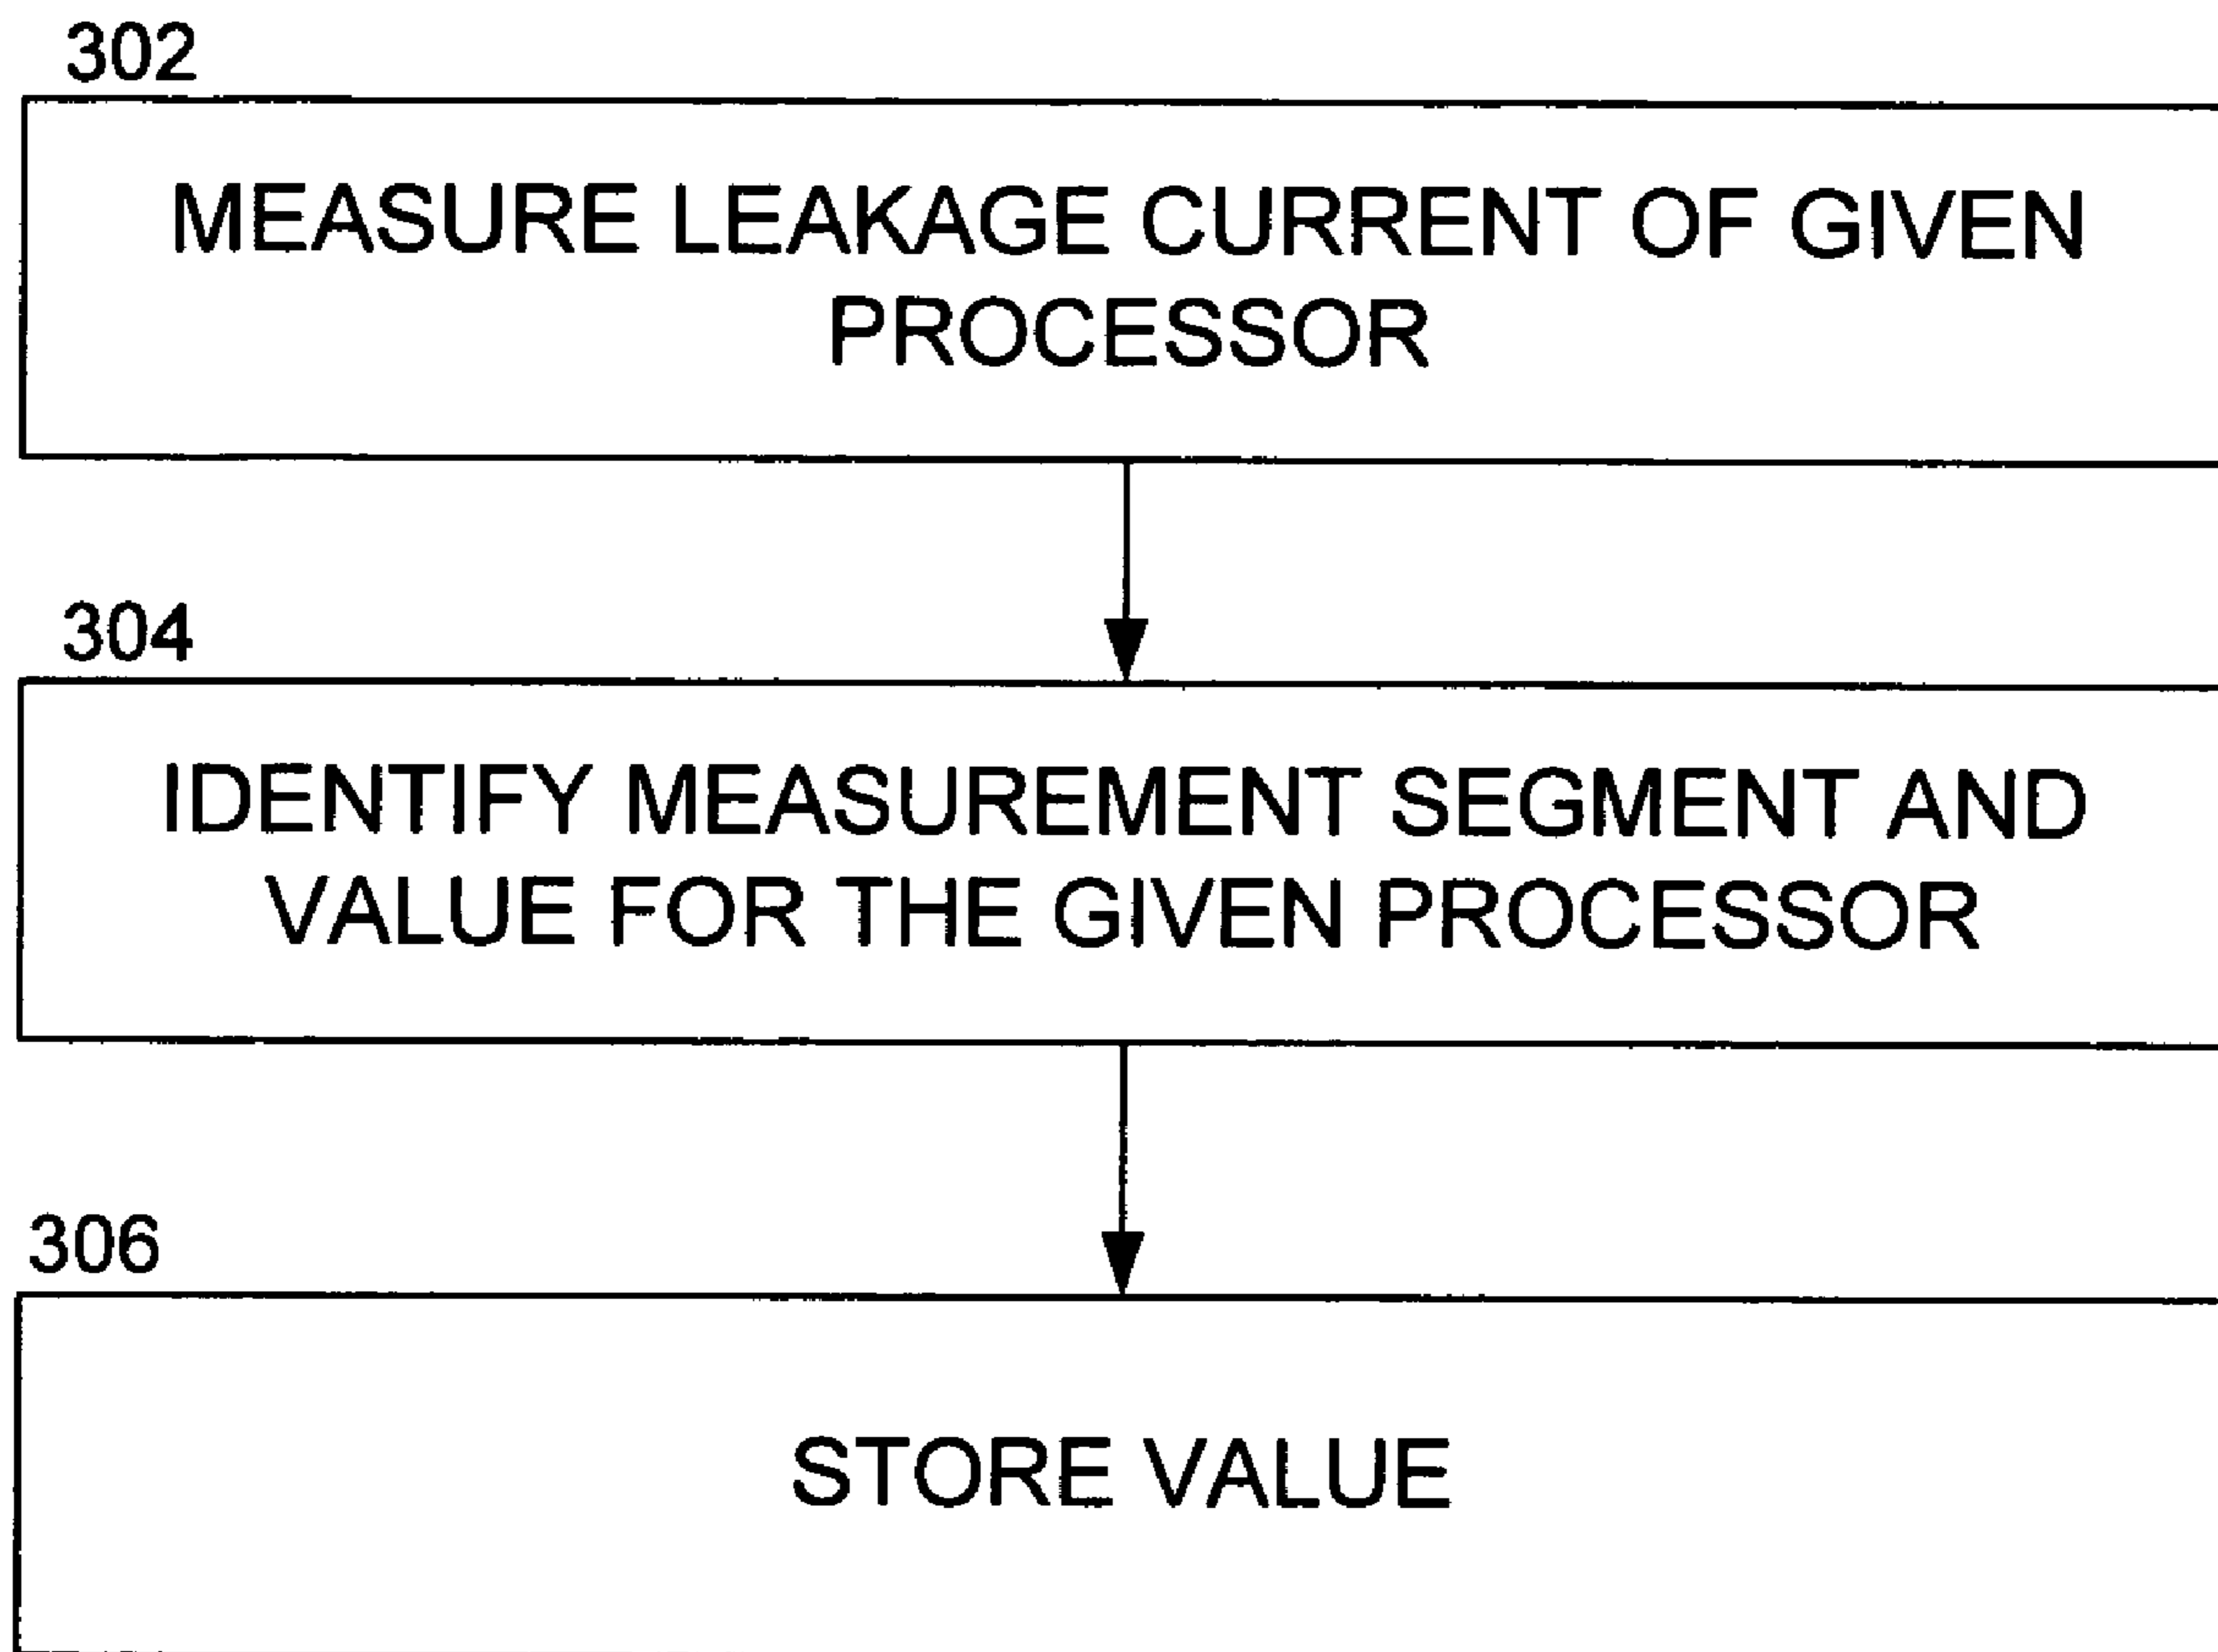 302
MEASURE LEAKAGE CURRENT OF GIVEN
PROCESSOR
304
IDENTIFY MEASUREMENT SEGMENT AND
VALUE FOR THE GIVEN PROCESSOR
306
STORE VALUE